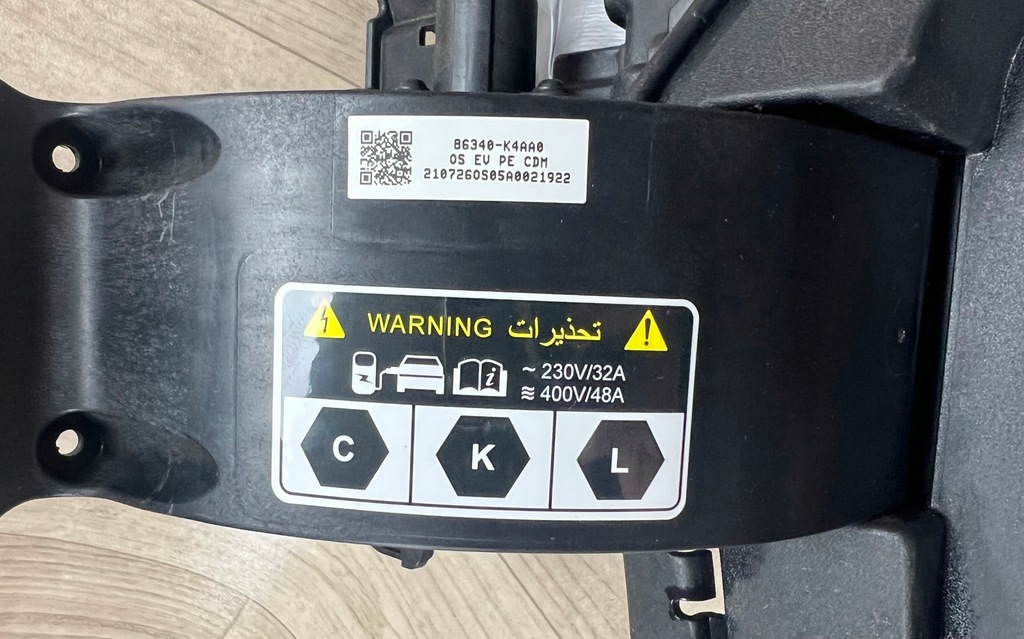 86340-K4AA0
OS EV PE CDM
210726OS05A0021922
WARNING تحذيرات
~ 230V/32A
≋ 400V/48A
C K L